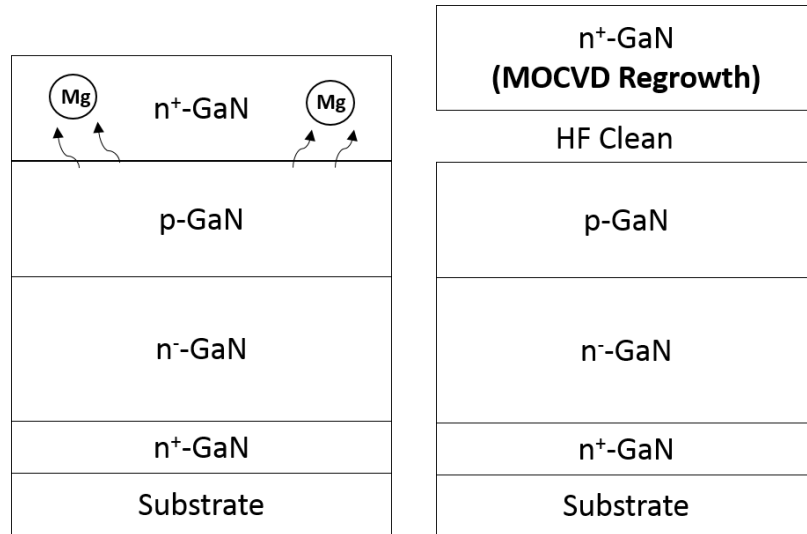 Mg
Mg
n⁺-GaN
p-GaN
n⁻-GaN
n⁺-GaN
Substrate
n⁺-GaN
(MOCVD Regrowth)
HF Clean
p-GaN
n⁻-GaN
n⁺-GaN
Substrate